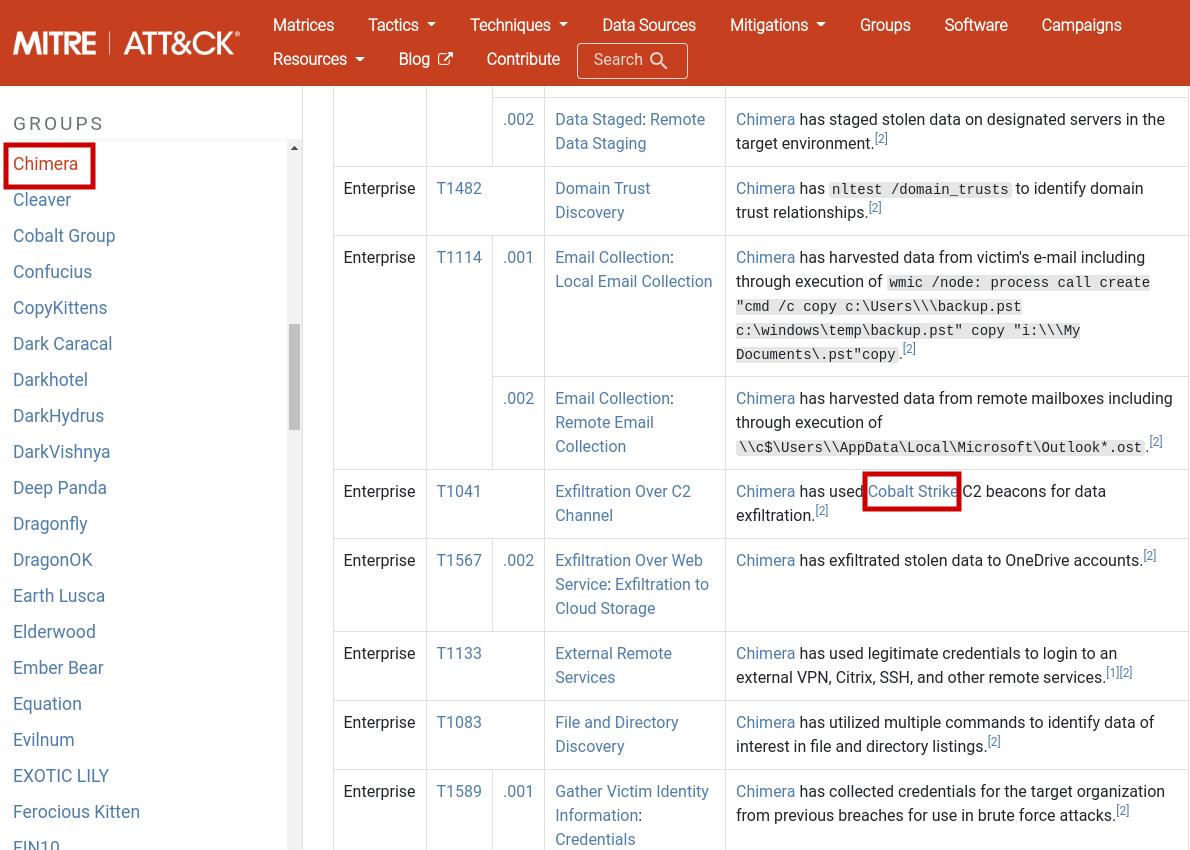 MITRE | ATT&CK®
Matrices Tactics Techniques Data Sources Mitigations Groups Software Campaigns
Resources Blog Contribute Search
GROUPS
Chimera
Cleaver
Cobalt Group
Confucius
CopyKittens
Dark Caracal
Darkhotel
DarkHydrus
DarkVishnya
Deep Panda
Dragonfly
DragonOK
Earth Lusca
Elderwood
Ember Bear
Equation
Evilnum
EXOTIC LILY
Ferocious Kitten
FIN10
.002 Data Staged: Remote Chimera has staged stolen data on designated servers in the
Data Staging target environment.[2]
Enterprise T1482 Domain Trust Chimera has nltest /domain_trusts to identify domain
Discovery trust relationships.[2]
Enterprise T1114 .001 Email Collection: Chimera has harvested data from victim's e-mail including
Local Email Collection through execution of wmic /node: process call create
"cmd /c copy c:\Users\\\backup.pst
c:\windows\temp\backup.pst" copy "i:\\\My
Documents\.pst"copy.[2]
.002 Email Collection: Chimera has harvested data from remote mailboxes including
Remote Email through execution of
Collection \\c$\Users\\AppData\Local\Microsoft\Outlook*.ost.[2]
Enterprise T1041 Exfiltration Over C2 Chimera has used Cobalt Strike C2 beacons for data
Channel exfiltration.[2]
Enterprise T1567 .002 Exfiltration Over Web Chimera has exfiltrated stolen data to OneDrive accounts.[2]
Service: Exfiltration to
Cloud Storage
Enterprise T1133 External Remote Chimera has used legitimate credentials to login to an
Services external VPN, Citrix, SSH, and other remote services.[1][2]
Enterprise T1083 File and Directory Chimera has utilized multiple commands to identify data of
Discovery interest in file and directory listings.[2]
Enterprise T1589 .001 Gather Victim Identity Chimera has collected credentials for the target organization
Information: from previous breaches for use in brute force attacks.[2]
Credentials